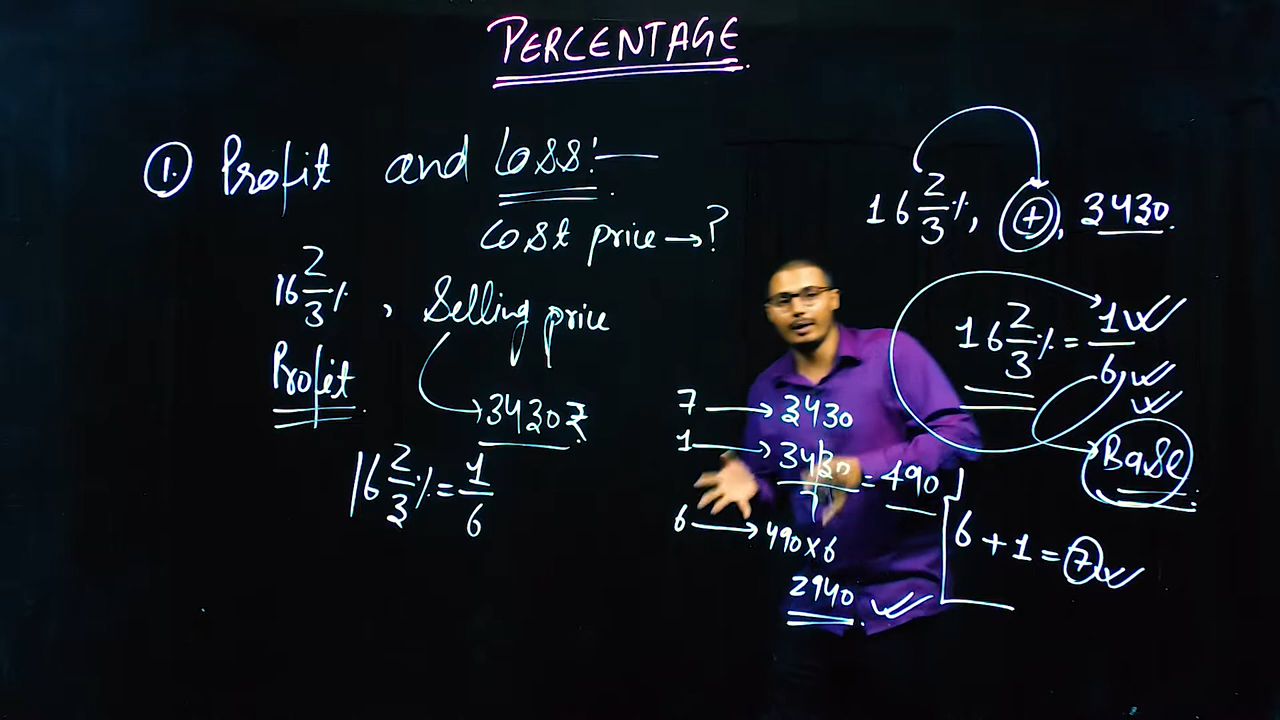 PERCENTAGE
① Profit and Loss:—
Cost price → ?
16 2/3 %, Selling price
Profit
3430 ₹
16 2/3 % = 1/6
7 → 3430
1 → 3430/7 = 490
6 → 490 × 6
2940
16 2/3 %, +, 3430.
16 2/3 % = 1/6
Base
6 + 1 = 7